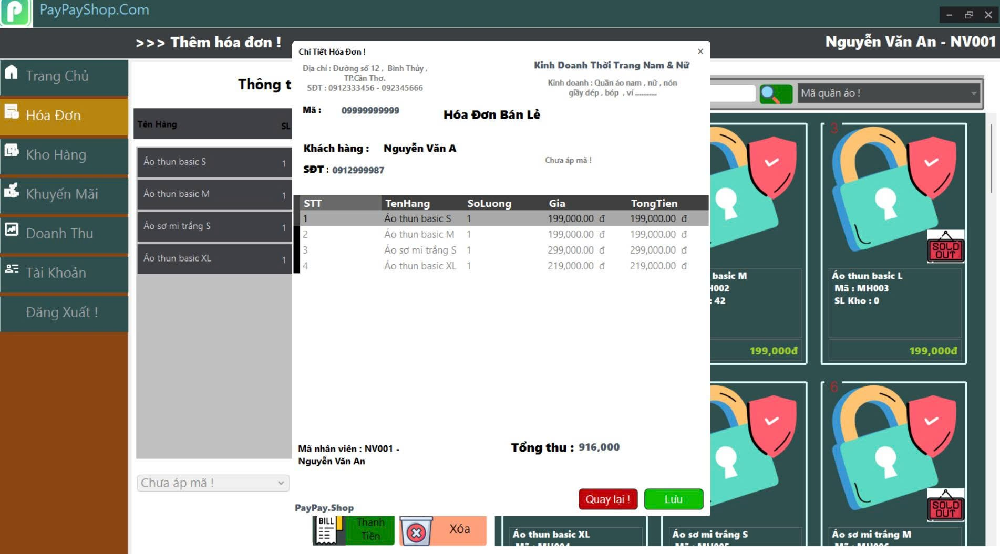 PayPayShop.Com
>>> Thêm hóa đơn !
Nguyễn Văn An - NV001
Trang Chủ
Hóa Đơn
Kho Hàng
Khuyến Mãi
Doanh Thu
Tài Khoản
Đăng Xuất !
Thông
Tên Hàng SL
Áo thun basic S 1
Áo thun basic M 1
Áo sơ mi trắng S 1
Áo thun basic XL 1
Chưa áp mã !
Chi Tiết Hóa Đơn !
Địa chỉ : Đường số 12 , Bình Thủy ,
TP.Cần Thơ.
SĐT : 0912333456 - 092345666
Kinh Doanh Thời Trang Nam & Nữ
Kinh doanh : Quần áo nam , nữ , nón
giầy dép , bóp , ví ...........
Mã : 09999999999
Hóa Đơn Bán Lẻ
Khách hàng : Nguyễn Văn A
SĐT : 0912999987
Chưa áp mã !
STT TenHang SoLuong Gia TongTien
1 Áo thun basic S 1 199,000.00 đ 199,000.00 đ
2 Áo thun basic M 1 199,000.00 đ 199,000.00 đ
3 Áo sơ mi trắng S 1 299,000.00 đ 299,000.00 đ
4 Áo thun basic XL 1 219,000.00 đ 219,000.00 đ
Mã nhân viên : NV001 -
Nguyễn Văn An
Tổng thu : 916,000
Quay lại !
Lưu
PayPay.Shop
BILL
Thanh
Tiền
Xóa
Mã quần áo !
basic M
: 42
199,000đ
3
SOLD
OUT
Áo thun basic L
Mã : MH003
SL Kho : 0
199,000đ
6
SOLD
OUT
Áo thun basic XL
Mã : MH004
Áo sơ mi trắng S
Mã : MH005
Áo sơ mi trắng M
Mã : MH006